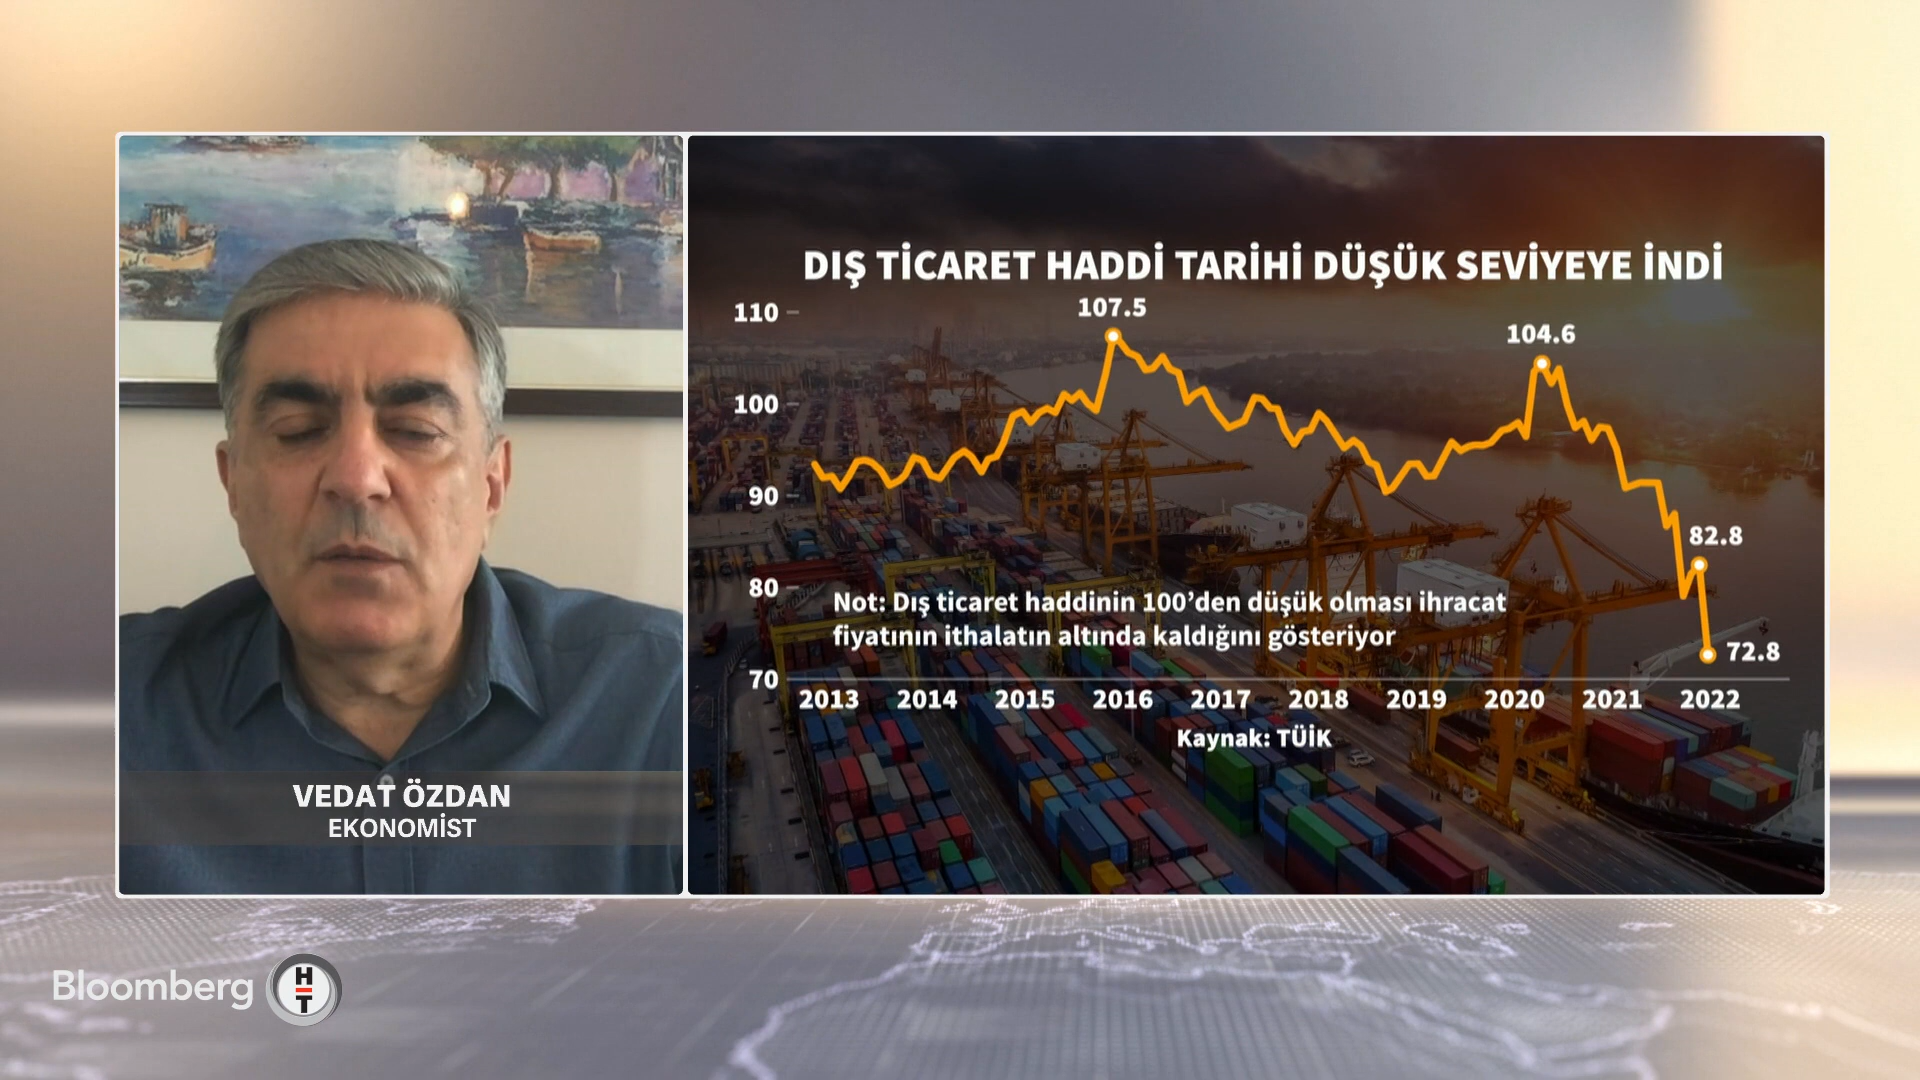 DIŞ TİCARET HADDİ TARİHİ DÜŞÜK SEVİYEYE İNDİ
110
107.5
104.6
100
90
82.8
80
Not: Dış ticaret haddinin 100’den düşük olması ihracat
fiyatının ithalatın altında kaldığını gösteriyor
72.8
70
2013 2014 2015 2016 2017 2018 2019 2020 2021 2022
Kaynak: TÜİK
VEDAT ÖZDAN
EKONOMİST
Bloomberg HT